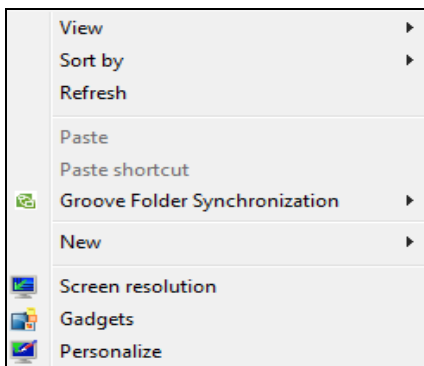 View
Sort by
Refresh
Paste
Paste shortcut
Groove Folder Synchronization
New
Screen resolution
Gadgets
Personalize